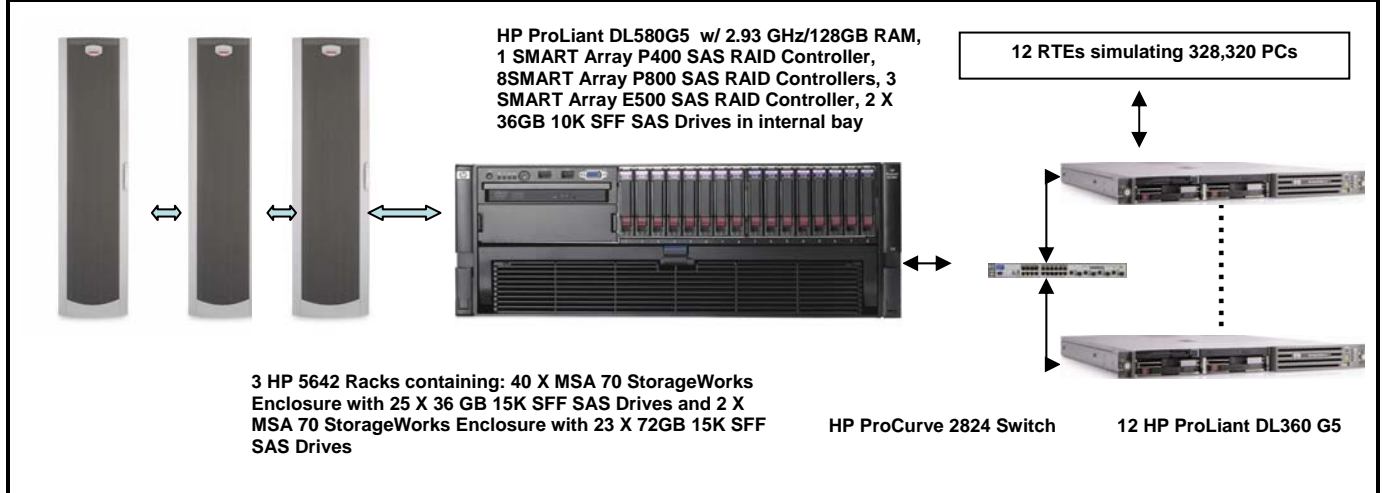 HP ProLiant DL580G5 w/ 2.93 GHz/128GB RAM,
1 SMART Array P400 SAS RAID Controller,
8SMART Array P800 SAS RAID Controllers, 3
SMART Array E500 SAS RAID Controller, 2 X
36GB 10K SFF SAS Drives in internal bay
12 RTEs simulating 328,320 PCs
3 HP 5642 Racks containing: 40 X MSA 70 StorageWorks
Enclosure with 25 X 36 GB 15K SFF SAS Drives and 2 X
MSA 70 StorageWorks Enclosure with 23 X 72GB 15K SFF
SAS Drives
HP ProCurve 2824 Switch
12 HP ProLiant DL360 G5